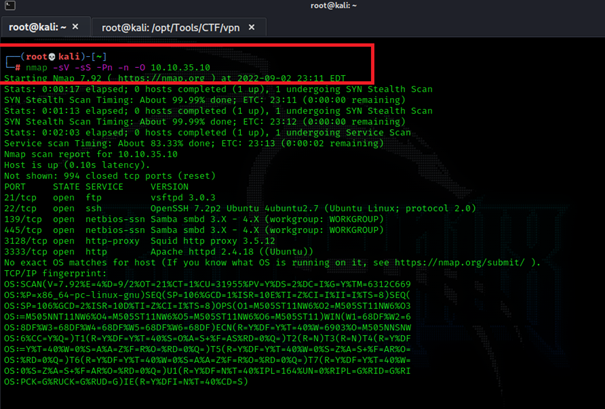 root@kali: ~
root@kali: ~ × root@kali: /opt/Tools/CTF/vpn ×
(root💀kali)-[~]
# nmap -sV -sS -Pn -n -O 10.10.35.10
Starting Nmap 7.92 ( https://nmap.org ) at 2022-09-02 23:11 EDT
Stats: 0:00:17 elapsed; 0 hosts completed (1 up), 1 undergoing SYN Stealth Scan
SYN Stealth Scan Timing: About 99.99% done; ETC: 23:11 (0:00:00 remaining)
Stats: 0:01:13 elapsed; 0 hosts completed (1 up), 1 undergoing SYN Stealth Scan
SYN Stealth Scan Timing: About 99.99% done; ETC: 23:12 (0:00:00 remaining)
Stats: 0:02:03 elapsed; 0 hosts completed (1 up), 1 undergoing Service Scan
Service scan Timing: About 83.33% done; ETC: 23:13 (0:00:02 remaining)
Nmap scan report for 10.10.35.10
Host is up (0.10s latency).
Not shown: 994 closed tcp ports (reset)
PORT STATE SERVICE VERSION
21/tcp open ftp vsftpd 3.0.3
22/tcp open ssh OpenSSH 7.2p2 Ubuntu 4ubuntu2.7 (Ubuntu Linux; protocol 2.0)
139/tcp open netbios-ssn Samba smbd 3.X - 4.X (workgroup: WORKGROUP)
445/tcp open netbios-ssn Samba smbd 3.X - 4.X (workgroup: WORKGROUP)
3128/tcp open http-proxy Squid http proxy 3.5.12
3333/tcp open http Apache httpd 2.4.18 ((Ubuntu))
No exact OS matches for host (If you know what OS is running on it, see https://nmap.org/submit/ ).
TCP/IP fingerprint:
OS:SCAN(V=7.92%E=4%D=9/2%OT=21%CT=1%CU=31955%PV=Y%DS=2%DC=I%G=Y%TM=6312C669
OS:%P=x86_64-pc-linux-gnu)SEQ(SP=106%GCD=1%ISR=10E%TI=Z%CI=I%II=I%TS=8)SEQ(
OS:SP=106%GCD=2%ISR=10D%TI=Z%CI=I%TS=8)OPS(O1=M505ST11NW6%O2=M505ST11NW6%O3
OS:=M505NNT11NW6%O4=M505ST11NW6%O5=M505ST11NW6%O6=M505ST11)WIN(W1=68DF%W2=6
OS:8DF%W3=68DF%W4=68DF%W5=68DF%W6=68DF)ECN(R=Y%DF=Y%T=40%W=6903%O=M505NNSNW
OS:6%CC=Y%Q=)T1(R=Y%DF=Y%T=40%S=O%A=S+%F=AS%RD=0%Q=)T2(R=N)T3(R=N)T4(R=Y%DF
OS:=Y%T=40%W=0%S=A%A=Z%F=R%O=%RD=0%Q=)T5(R=Y%DF=Y%T=40%W=0%S=Z%A=S+%F=AR%O=
OS:%RD=0%Q=)T6(R=Y%DF=Y%T=40%W=0%S=A%A=Z%F=R%O=%RD=0%Q=)T7(R=Y%DF=Y%T=40%W=
OS:0%S=Z%A=S+%F=AR%O=%RD=0%Q=)U1(R=Y%DF=N%T=40%IPL=164%UN=0%RIPL=G%RID=G%RI
OS:PCK=G%RUCK=G%RUD=G)IE(R=Y%DFI=N%T=40%CD=S)